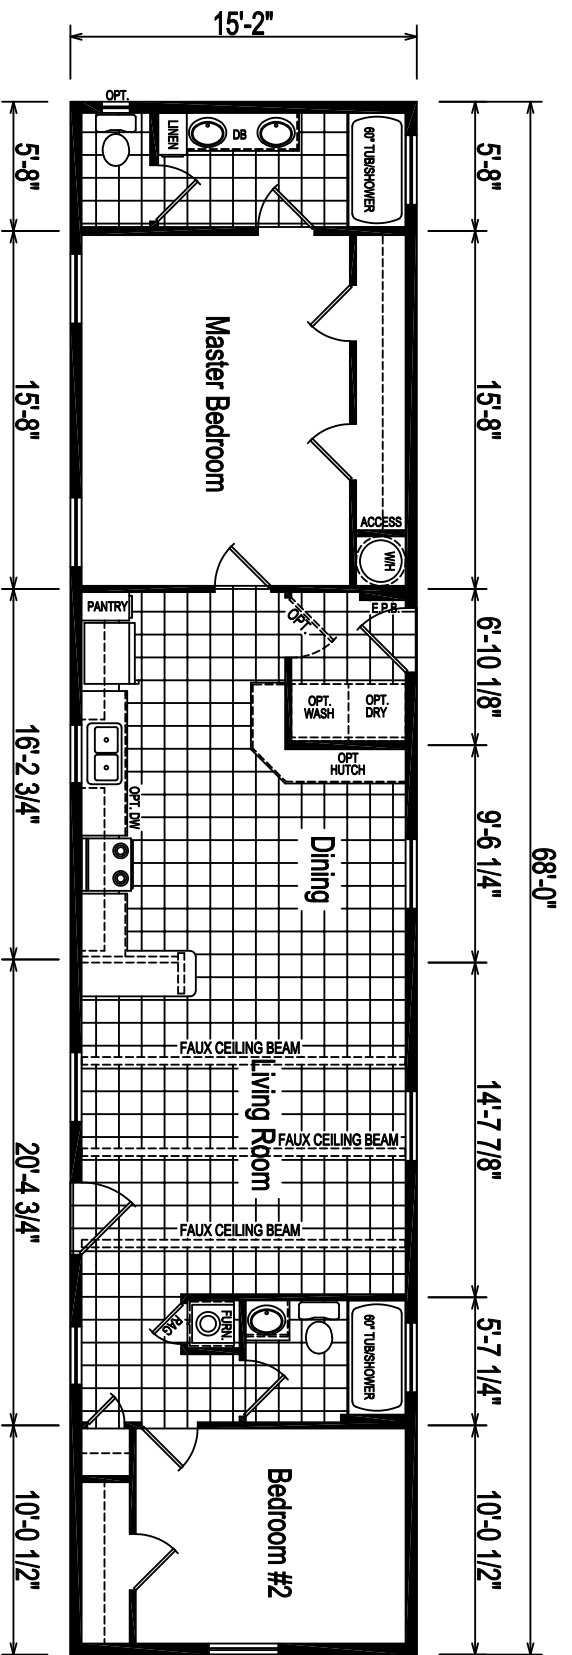 15'-2"
OPT.
5'-8"
LINEN
DB
60" TUB/SHOWER
5'-8"
15'-8"
Master Bedroom
15'-8"
ACCESS
W/H
PANTRY
OPT.
E.P.B.
6'-10 1/8"
OPT.
WASH
OPT.
DRY
OPT
HUTCH
16'-2 3/4"
OPT. DW
Dining
9'-6 1/4"
68'-0"
FAUX CEILING BEAM
Living Room
FAUX CEILING BEAM
14'-7 7/8"
FAUX CEILING BEAM
20'-4 3/4"
RAG
FURN.
60" TUB/SHOWER
5'-7 1/4"
Bedroom #2
10'-0 1/2"
10'-0 1/2"